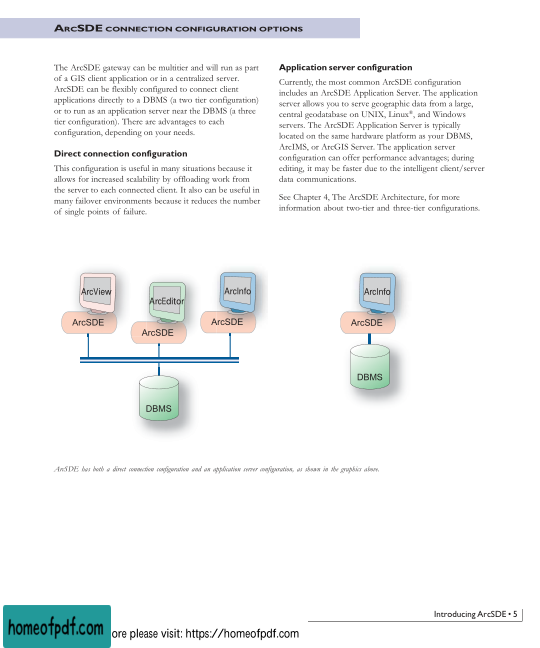 ARCSDE CONNECTION CONFIGURATION OPTIONS
The ArcSDE gateway can be multitier and will run as part
of a GIS client application or in a centralized server.
ArcSDE can be flexibly configured to connect client
applications directly to a DBMS (a two tier configuration)
or to run as an application server near the DBMS (a three
tier configuration). There are advantages to each
configuration, depending on your needs.
Direct connection configuration
This configuration is useful in many situations because it
allows for increased scalability by offloading work from
the server to each connected client. It also can be useful in
many failover environments because it reduces the number
of single points of failure.
Application server configuration
Currently, the most common ArcSDE configuration
includes an ArcSDE Application Server. The application
server allows you to serve geographic data from a large,
central geodatabase on UNIX, Linux®, and Windows
servers. The ArcSDE Application Server is typically
located on the same hardware platform as your DBMS,
ArcIMS, or ArcGIS Server. The application server
configuration can offer performance advantages; during
editing, it may be faster due to the intelligent client/server
data communications.
See Chapter 4, The ArcSDE Architecture, for more
information about two-tier and three-tier configurations.
ArcView
ArcEditor
ArcInfo
ArcSDE
ArcSDE
ArcSDE
DBMS
ArcInfo
ArcSDE
DBMS
ArcSDE has both a direct connection configuration and an application server configuration, as shown in the graphics above.
Introducing ArcSDE • 5
homeofpdf.com
ore please visit: https://homeofpdf.com